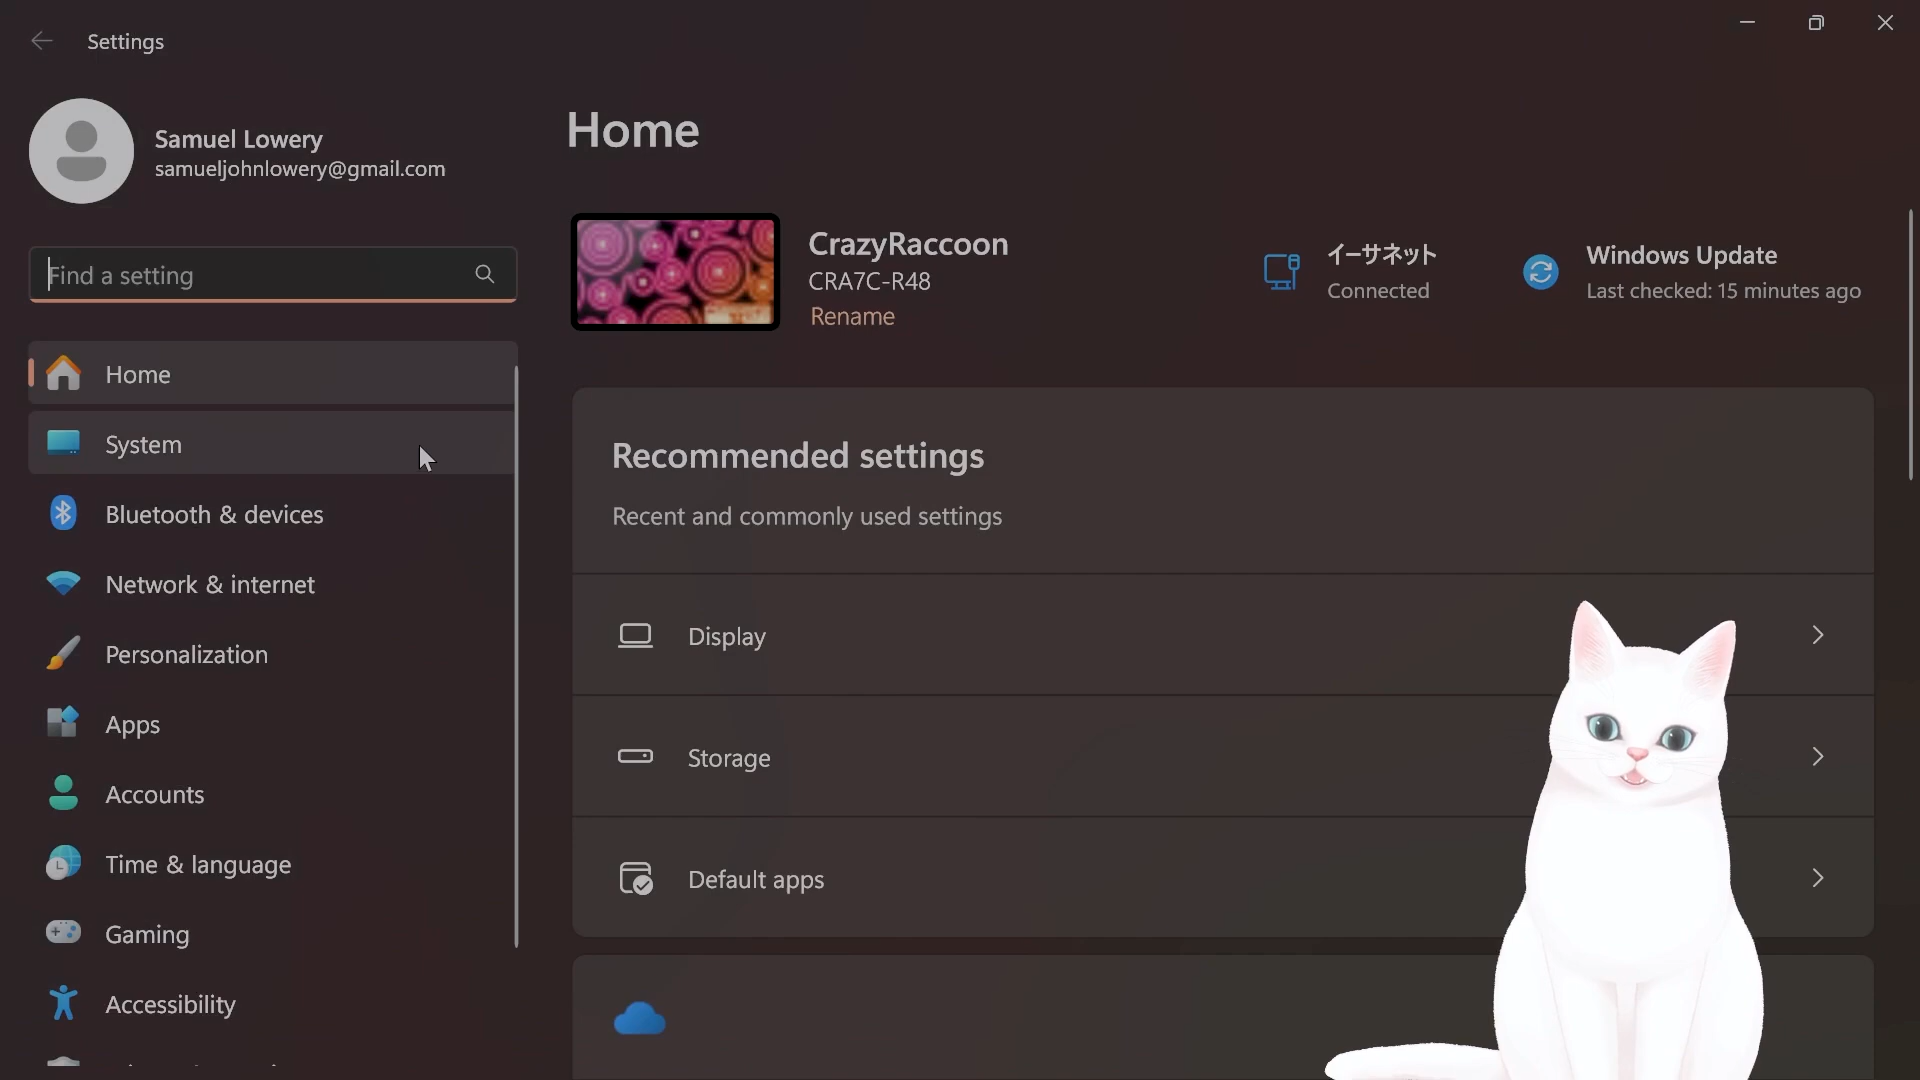 Settings
Samuel Lowery
samueljohnlowery@gmail.com
Find a setting
Home
System
Bluetooth & devices
Network & internet
Personalization
Apps
Accounts
Time & language
Gaming
Accessibility
Home
CrazyRaccoon
CRA7C-R48
Rename
イーサネット
Connected
Windows Update
Last checked: 15 minutes ago
Recommended settings
Recent and commonly used settings
Display
Storage
Default apps